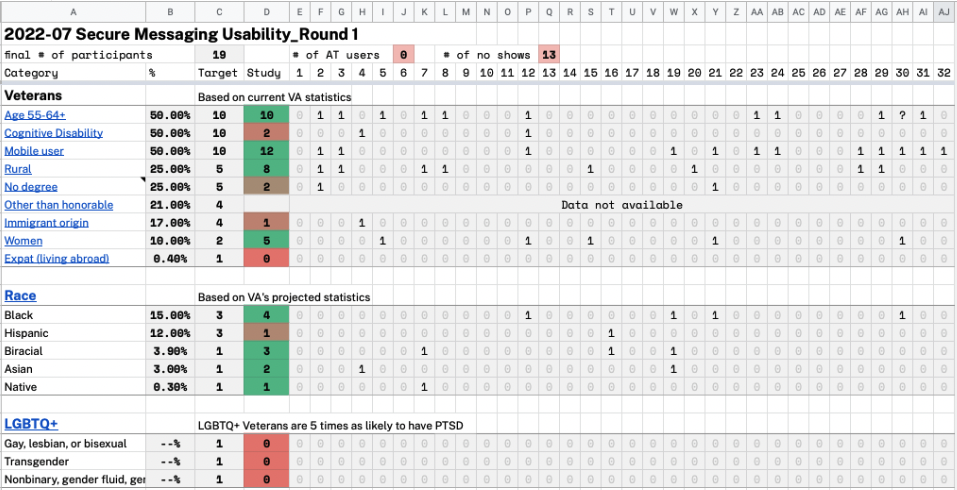 A B C D E F G H I J K L M N O P Q R S T U V W X Y Z AA AB AC AD AE AF AG AH AI AJ
2022-07 Secure Messaging Usability_Round 1
final # of participants 19 # of AT users 0 # of no shows 13
Category % Target Study 1 2 3 4 5 6 7 8 9 10 11 12 13 14 15 16 17 18 19 20 21 22 23 24 25 26 27 28 29 30 31 32
Veterans Based on current VA statistics
Age 55-64+ 50.00% 10 10 0 1 1 0 1 0 1 1 0 0 0 1 0 0 0 0 0 0 0 0 0 0 1 1 0 0 0 0 1 ? 1 0
Cognitive Disability 50.00% 10 2 0 0 0 1 0 0 0 0 0 0 0 1 0 0 0 0 0 0 0 0 0 0 0 0 0 0 0 0 0 0 0 0
Mobile user 50.00% 10 12 0 1 1 0 0 0 0 0 0 0 0 1 0 0 0 0 0 0 1 0 1 0 1 1 0 0 0 1 1 1 1 1
Rural 25.00% 5 8 0 1 1 0 0 0 1 1 0 0 0 0 0 0 1 0 0 0 0 1 0 0 0 0 0 0 0 1 1 0 0 0
No degree 25.00% 5 2 0 1 0 0 0 0 0 0 0 0 0 0 0 0 0 0 0 0 0 0 1 0 0 0 0 0 0 0 0 0 0 0
Other than honorable 21.00% 4 Data not available
Immigrant origin 17.00% 4 1 0 0 0 1 0 0 0 0 0 0 0 0 0 0 0 0 0 0 0 0 0 0 0 0 0 0 0 0 0 0 0 0
Women 10.00% 2 5 0 0 0 0 1 0 0 0 0 0 0 1 0 0 1 0 0 0 0 0 1 0 0 0 0 0 0 0 0 1 0 0
Expat (living abroad) 0.40% 1 0 0 0 0 0 0 0 0 0 0 0 0 0 0 0 0 0 0 0 0 0 0 0 0 0 0 0 0 0 0 0 0 0
Race Based on VA's projected statistics
Black 15.00% 3 4 0 0 0 0 0 0 0 0 0 0 0 1 0 0 0 0 0 0 1 0 1 0 0 0 0 0 0 0 0 1 0 0
Hispanic 12.00% 3 1 0 0 0 0 0 0 0 0 0 0 0 0 0 0 0 1 0 0 0 0 0 0 0 0 0 0 0 0 0 0 0 0
Biracial 3.90% 1 3 0 0 0 0 0 0 1 0 0 0 0 0 0 0 0 1 0 0 1 0 0 0 0 0 0 0 0 0 0 0 0 0
Asian 3.00% 1 2 0 0 0 1 0 0 0 0 0 0 0 0 0 0 0 0 0 0 1 0 0 0 0 0 0 0 0 0 0 0 0 0
Native 0.30% 1 1 0 0 0 0 0 0 1 0 0 0 0 0 0 0 0 0 0 0 0 0 0 0 0 0 0 0 0 0 0 0 0 0
LGBTQ+ LGBTQ+ Veterans are 5 times as likely to have PTSD
Gay, lesbian, or bisexual --% 1 0 0 0 0 0 0 0 0 0 0 0 0 0 0 0 0 0 0 0 0 0 0 0 0 0 0 0 0 0 0 0 0 0
Transgender --% 1 0 0 0 0 0 0 0 0 0 0 0 0 0 0 0 0 0 0 0 0 0 0 0 0 0 0 0 0 0 0 0 0 0
Nonbinary, gender fluid, ger --% 1 0 0 0 0 0 0 0 0 0 0 0 0 0 0 0 0 0 0 0 0 0 0 0 0 0 0 0 0 0 0 0 0 0